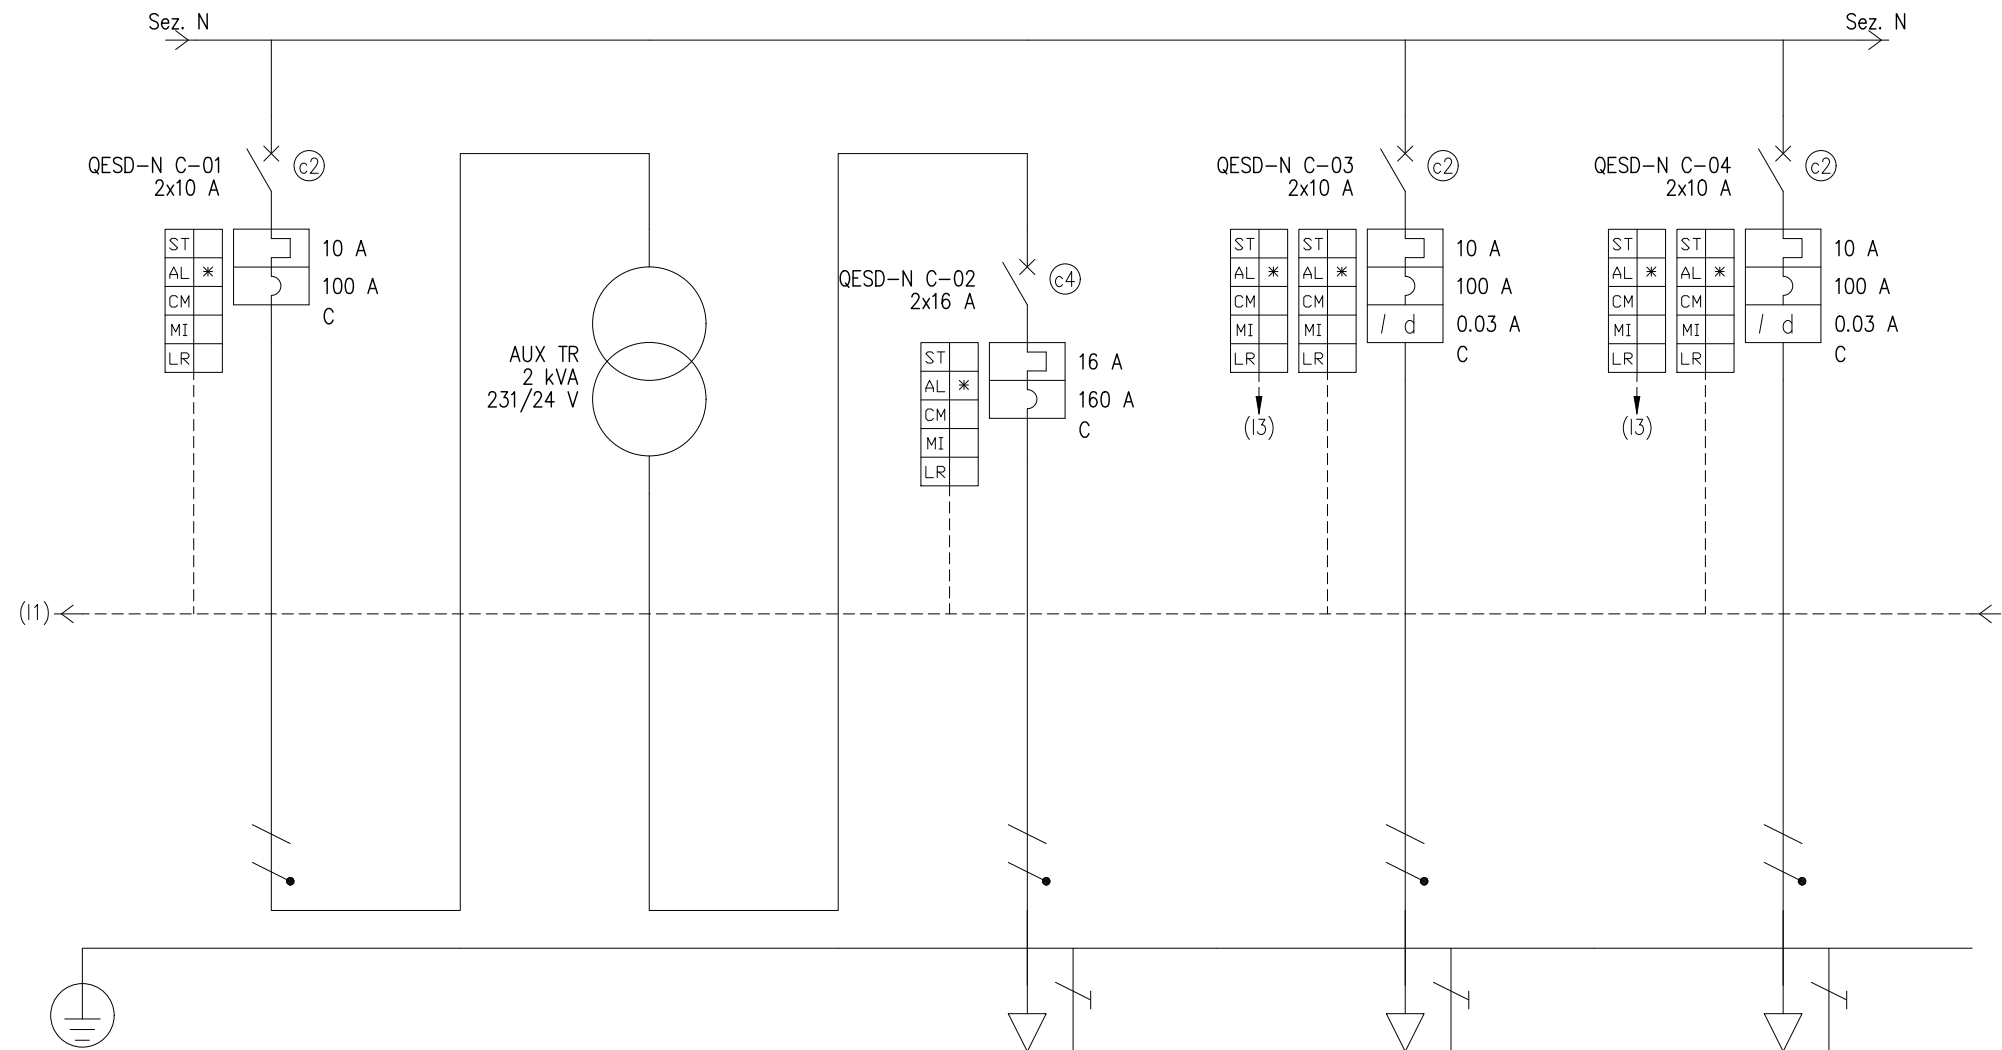 Sez. N
Sez. N
QESD-N C-01
2x10 A
c2
ST
AL *
CM
MI
LR
10 A
100 A
C
AUX TR
2 kVA
231/24 V
QESD-N C-02
2x16 A
c4
ST
AL *
CM
MI
LR
16 A
160 A
C
QESD-N C-03
2x10 A
c2
ST
AL *
CM
MI
LR
(I3)
ST
AL *
CM
MI
LR
I d
10 A
100 A
0.03 A
C
QESD-N C-04
2x10 A
c2
ST
AL *
CM
MI
LR
(I3)
ST
AL *
CM
MI
LR
I d
10 A
100 A
0.03 A
C
(I1)